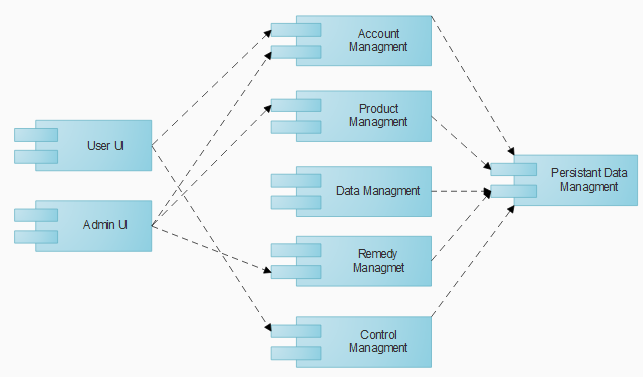 User UI
Admin UI
Account
Managment
Product
Managment
Data Managment
Remedy
Managmet
Control
Managment
Persistant Data
Managment